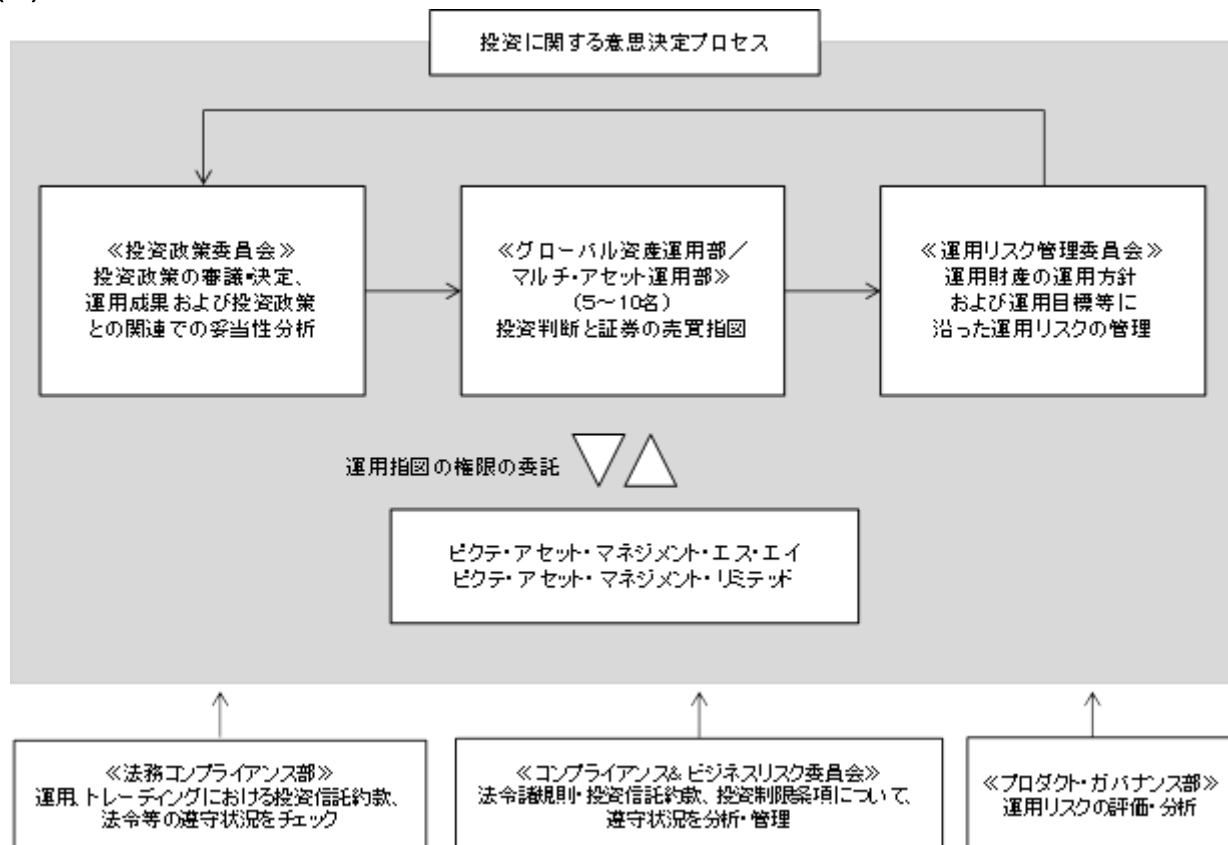 投資に関する意思決定プロセス
≪投資政策委員会≫
投資政策の審議・決定、
運用成果および投資政策
との関連での妥当性分析
≪グローバル資産運用部／
マルチ・アセット運用部≫
(5～10名)
投資判断と証券の売買指図
≪運用リスク管理委員会≫
運用財産の運用方針
および運用目標等に
沿った運用リスクの管理
運用指図の権限の委託
ピクテ・アセット・マネジメント・エス・エイ
ピクテ・アセット・マネジメント・リミテッド
≪法務コンプライアンス部≫
運用、トレーディングにおける投資信託約款、
法令等の遵守状況をチェック
≪コンプライアンス&ビジネスリスク委員会≫
法令諸規則・投資信託約款、投資制限条項について、
遵守状況を分析・管理
≪プロダクト・ガバナンス部≫
運用リスクの評価・分析